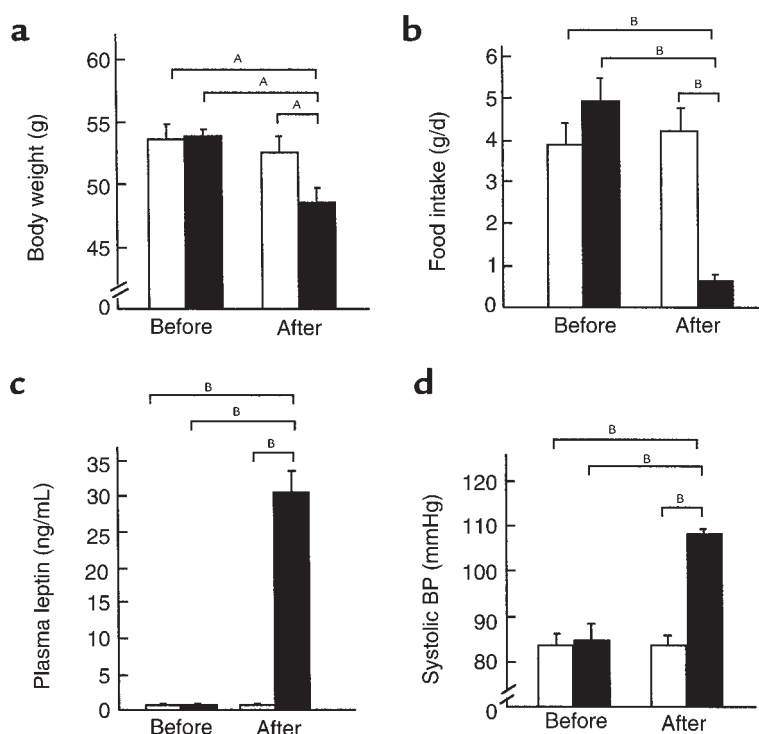 a
A
A
A
60
55
50
45
0
Body weight (g)
Before
After
b
B
B
B
6
5
4
3
2
1
0
Food intake (g/d)
Before
After
c
B
B
B
35
30
25
20
15
10
5
0
Plasma leptin (ng/mL)
Before
After
d
B
B
B
120
110
100
90
80
0
Systolic BP (mmHg)
Before
After